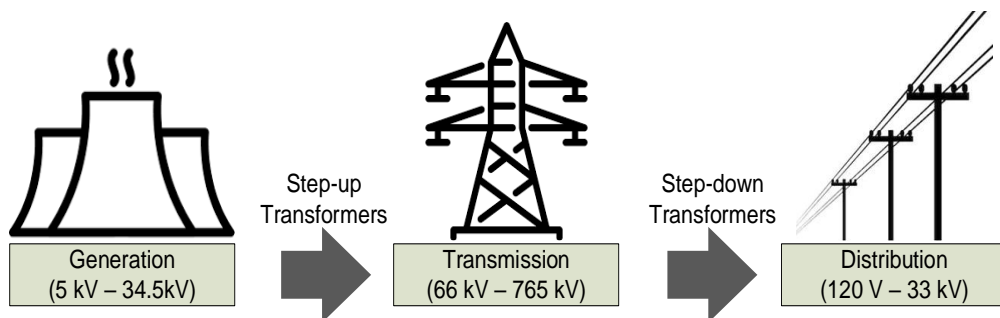 Step-up
Transformers
Step-down
Transformers
Generation
(5 kV – 34.5kV)
Transmission
(66 kV – 765 kV)
Distribution
(120 V – 33 kV)